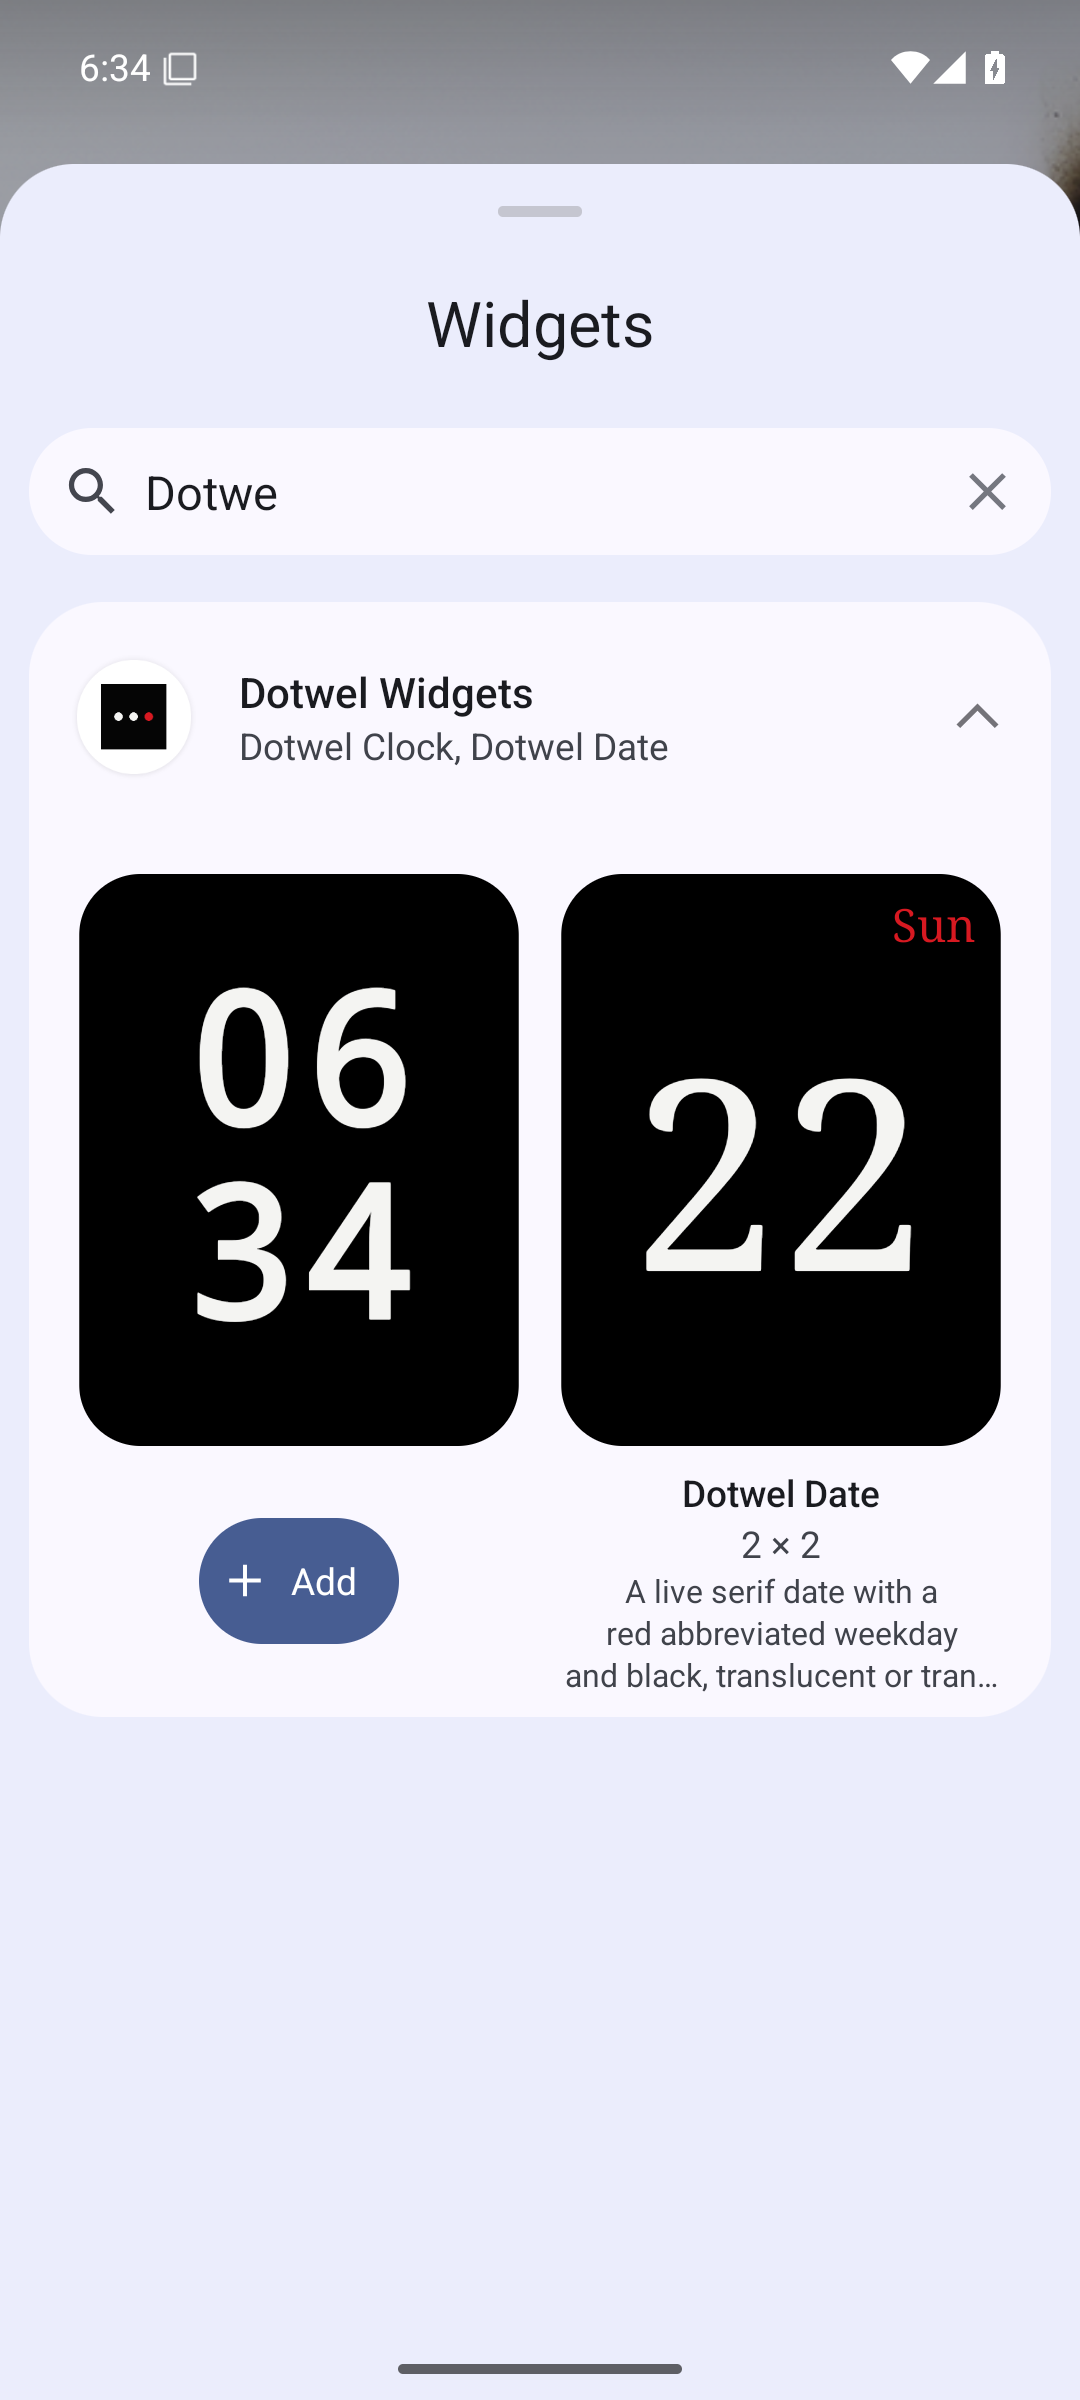 6:34
Widgets
Dotwe
Dotwel Widgets
Dotwel Clock, Dotwel Date
06
34
Sun
22
Add
Dotwel Date
2 × 2
A live serif date with a
red abbreviated weekday
and black, translucent or tran…